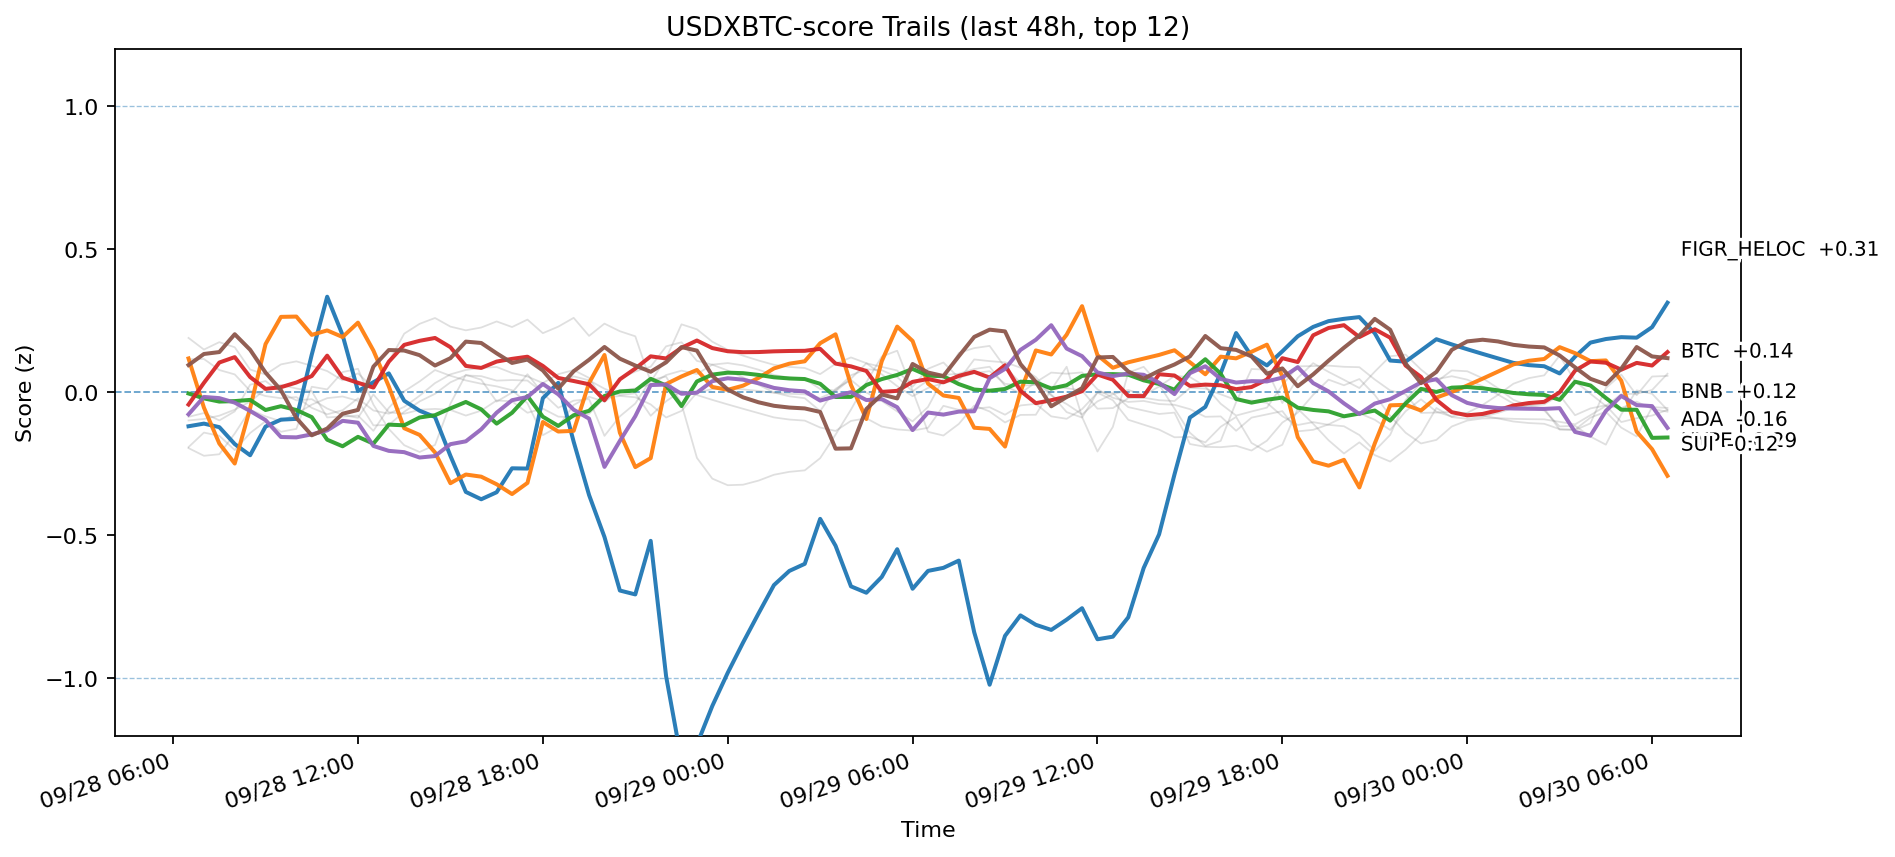 USDXBTC-score Trails (last 48h, top 12)
Score (z)
1.0
0.5
0.0
−0.5
−1.0
FIGR_HELOC +0.31
BTC +0.14
BNB +0.12
ADA -0.16
SUI -0.12
09/28 06:00
09/28 12:00
09/28 18:00
09/29 00:00
09/29 06:00
09/29 12:00
09/29 18:00
09/30 00:00
09/30 06:00
Time